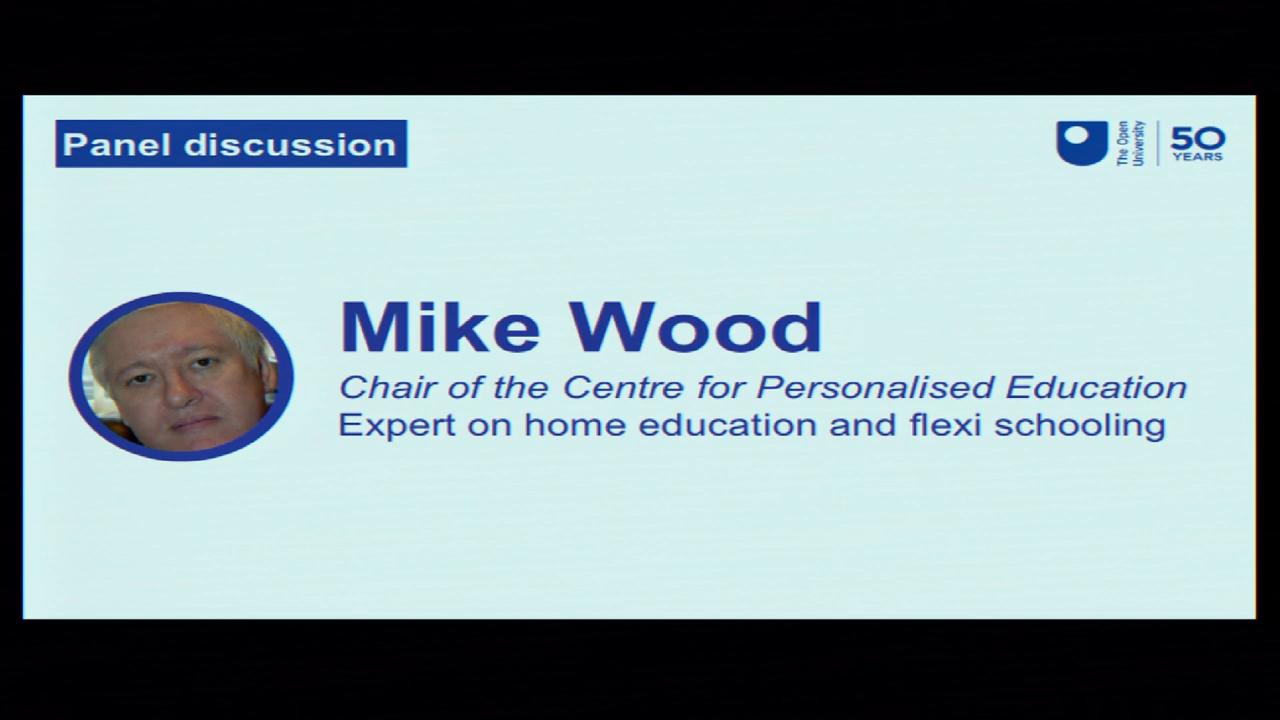 Panel discussion
The Open
University
50
YEARS
Mike Wood
Chair of the Centre for Personalised Education
Expert on home education and flexi schooling